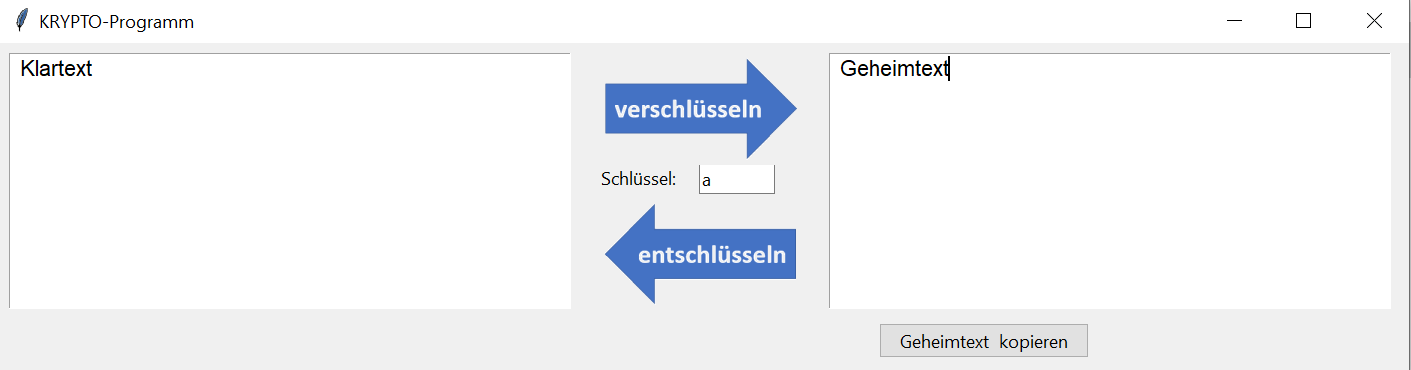 KRYPTO-Programm
Klartext
verschlüsseln
Schlüssel: a
entschlüsseln
Geheimtext
Geheimtext kopieren